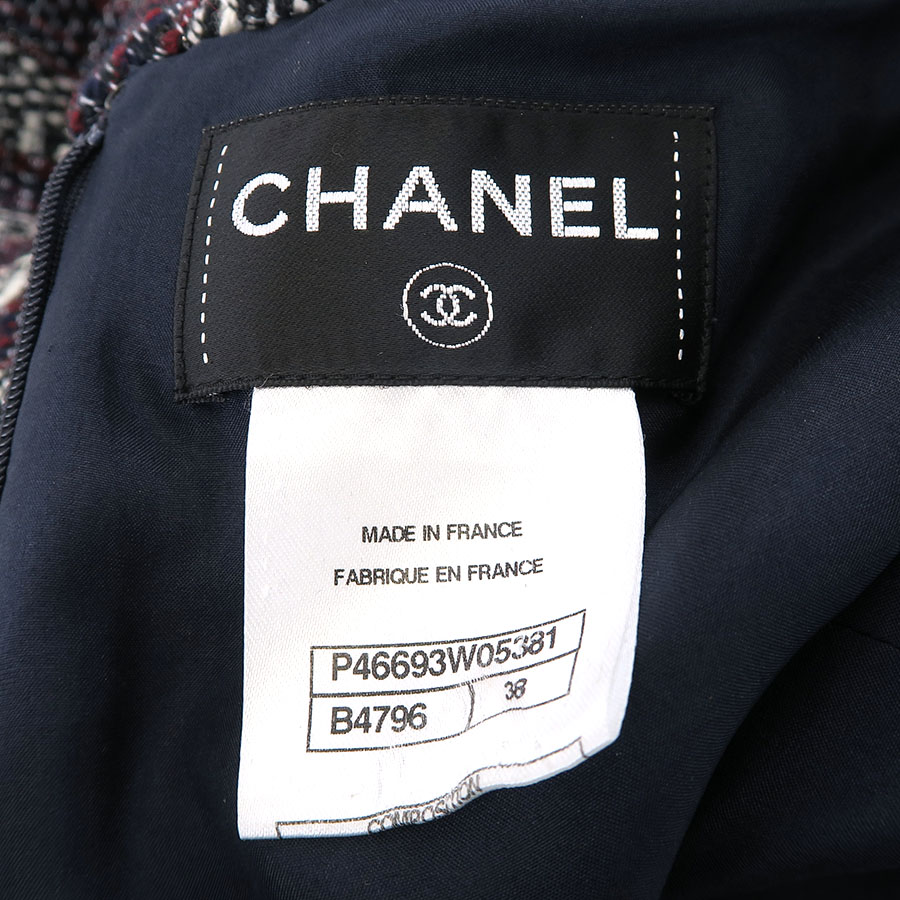 CHANEL
MADE IN FRANCE
FABRIQUE EN FRANCE
P46693W05381
B4796 38
COMPOSITION